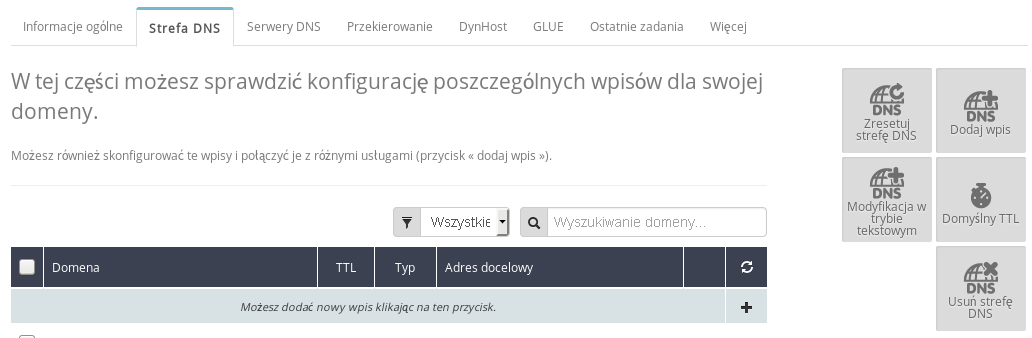 Informacje ogólne Strefa DNS Serwery DNS Przekierowanie DynHost GLUE Ostatnie zadania Więcej
W tej części możesz sprawdzić konfigurację poszczególnych wpisów dla swojej
domeny.
Możesz również skonfigurować te wpisy i połączyć je z różnymi usługami (przycisk « dodaj wpis »).
Wszystkie Wyszukiwanie domeny...
Domena TTL Typ Adres docelowy
Możesz dodać nowy wpis klikając na ten przycisk.
DNS
Zresetuj
strefę DNS
DNS
Dodaj wpis
DNS
Modyfikacja w
trybie
tekstowym
Domyślny TTL
DNS
Usuń strefę
DNS